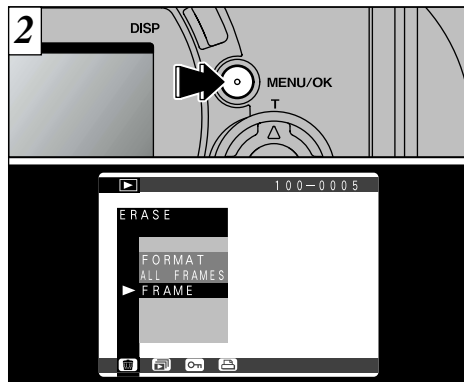 2
DISP
MENU/OK
T
100-0005
ERASE
FORMAT
ALL FRAMES
FRAME